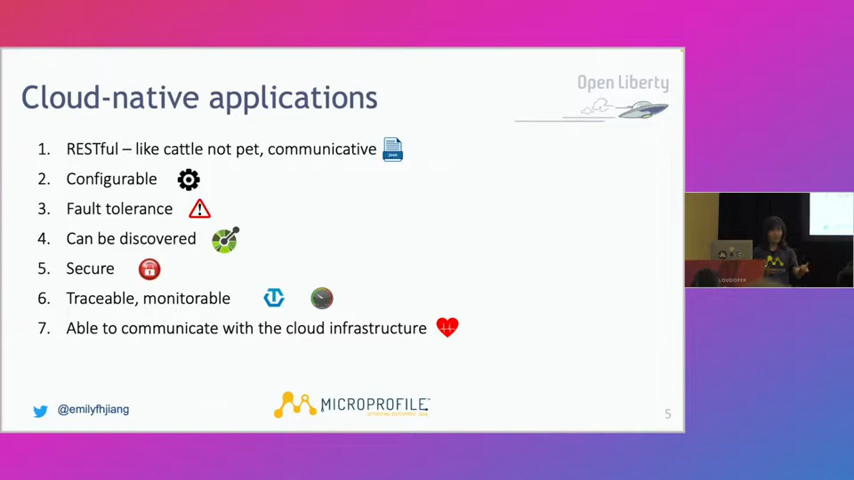 Open Liberty
Cloud-native applications
1. RESTful – like cattle not pet, communicative
2. Configurable
3. Fault tolerance
4. Can be discovered
5. Secure
6. Traceable, monitorable
7. Able to communicate with the cloud infrastructure
@emilyfhjiang
MICROPROFILE
5